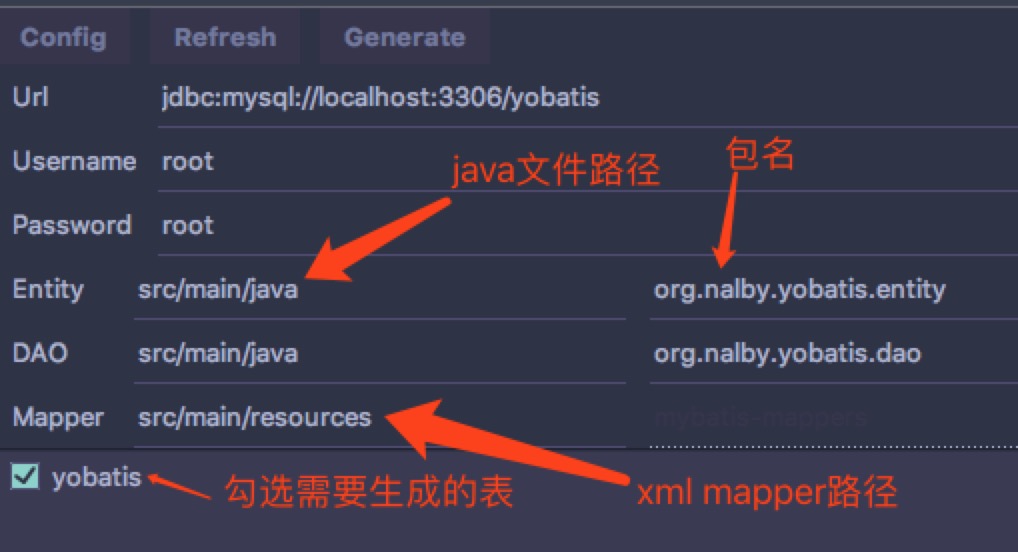 Config Refresh Generate
Url jdbc:mysql://localhost:3306/yobatis
Username root
java文件路径 包名
Password root
Entity src/main/java org.nalby.yobatis.entity
DAO src/main/java org.nalby.yobatis.dao
Mapper src/main/resources mybatis-mappers
yobatis 勾选需要生成的表 xml mapper路径